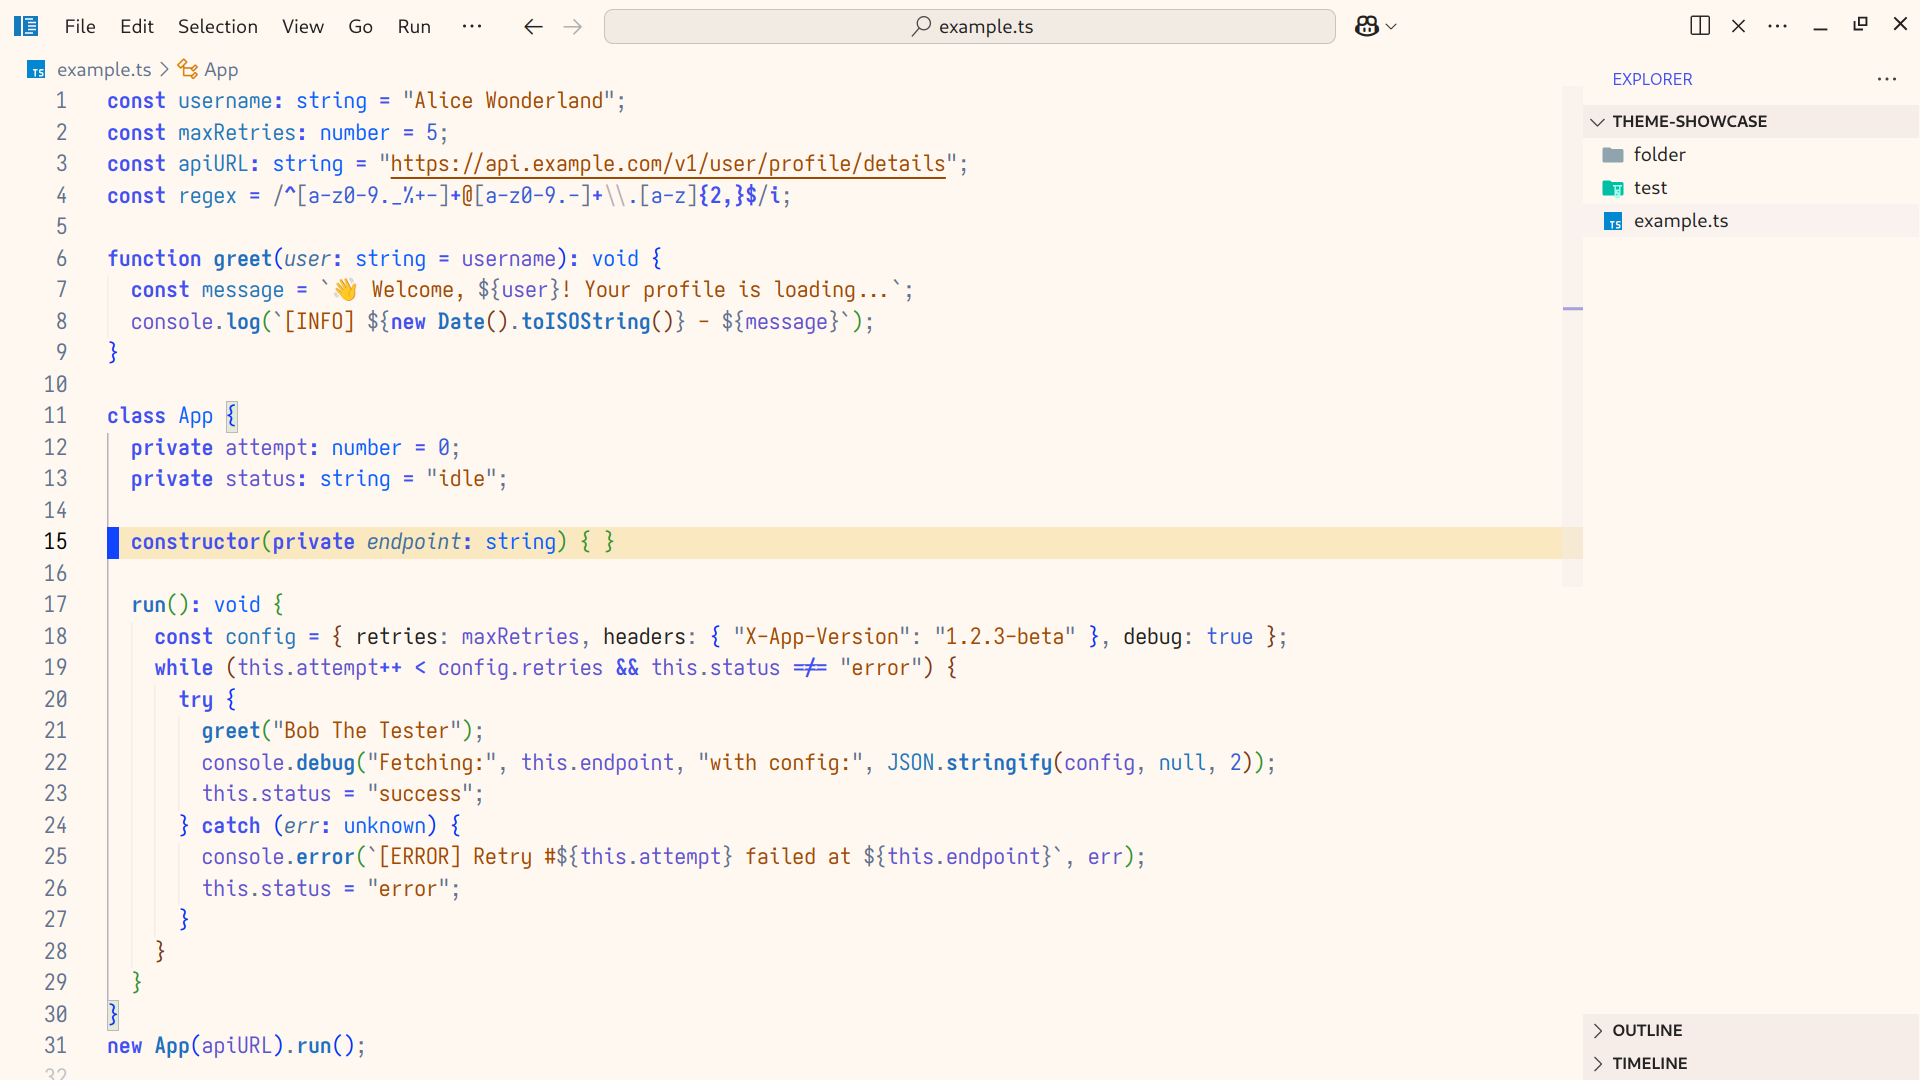 File Edit Selection View Go Run ··· example.ts
example.ts > App
EXPLORER
THEME-SHOWCASE
folder
test
example.ts
1 const username: string = "Alice Wonderland";
2 const maxRetries: number = 5;
3 const apiURL: string = "https://api.example.com/v1/user/profile/details";
4 const regex = /^[a-z0-9._%+-]+@[a-z0-9.-]+\\.[a-z]{2,}$/i;
5
6 function greet(user: string = username): void {
7 const message = `👋 Welcome, ${user}! Your profile is loading...`;
8 console.log(`[INFO] ${new Date().toISOString()} - ${message}`);
9 }
10
11 class App {
12 private attempt: number = 0;
13 private status: string = "idle";
14
15 constructor(private endpoint: string) { }
16
17 run(): void {
18 const config = { retries: maxRetries, headers: { "X-App-Version": "1.2.3-beta" }, debug: true };
19 while (this.attempt++ < config.retries && this.status !== "error") {
20 try {
21 greet("Bob The Tester");
22 console.debug("Fetching:", this.endpoint, "with config:", JSON.stringify(config, null, 2));
23 this.status = "success";
24 } catch (err: unknown) {
25 console.error(`[ERROR] Retry #${this.attempt} failed at ${this.endpoint}`, err);
26 this.status = "error";
27 }
28 }
29 }
30 }
31 new App(apiURL).run();
32
OUTLINE
TIMELINE